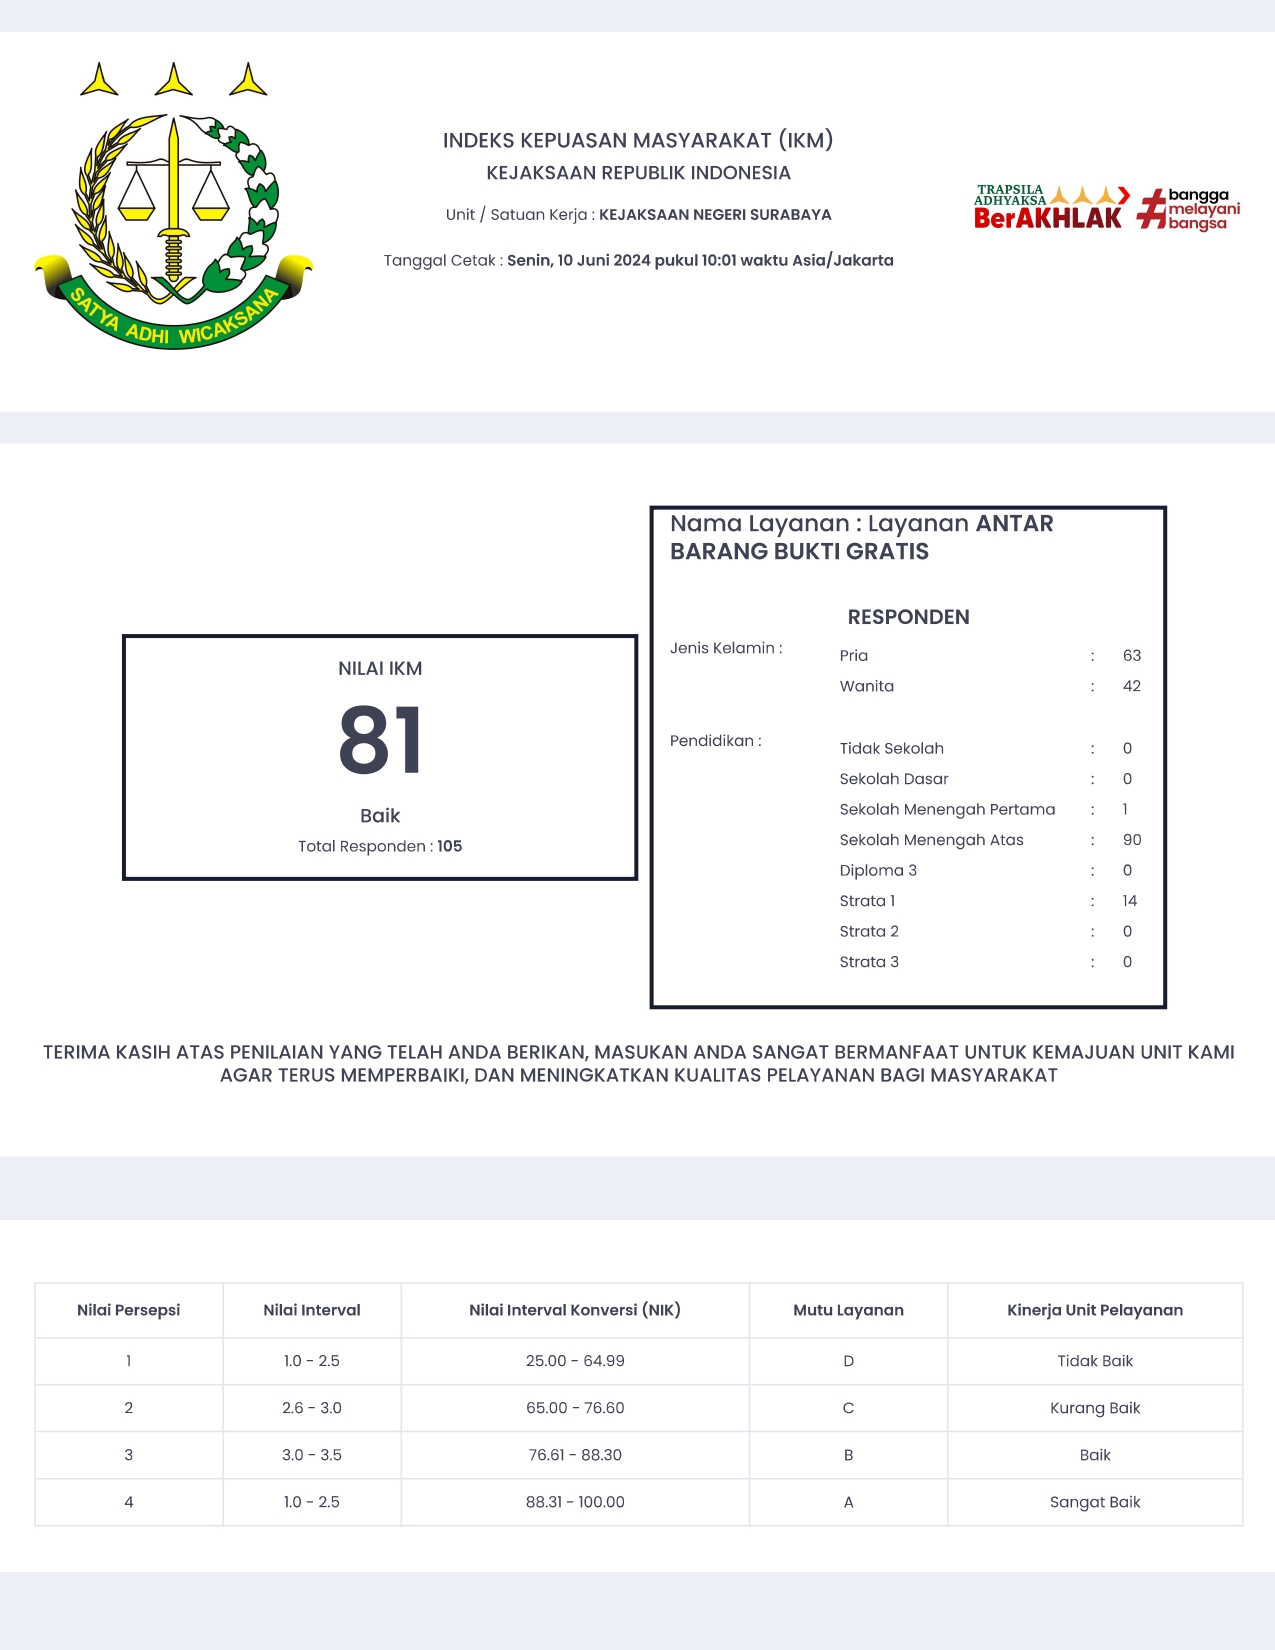 SATYA ADHI WICAKSANA
INDEKS KEPUASAN MASYARAKAT (IKM)
KEJAKSAAN REPUBLIK INDONESIA
Unit / Satuan Kerja : KEJAKSAAN NEGERI SURABAYA
Tanggal Cetak : Senin, 10 Juni 2024 pukul 10:01 waktu Asia/Jakarta
TRAPSILA
ADHYAKSA
BerAKHLAK
#bangga
melayani
bangsa
NILAI IKM
81
Baik
Total Responden : 105
Nama Layanan : Layanan ANTAR
BARANG BUKTI GRATIS
RESPONDEN
Jenis Kelamin :
Pria : 63
Wanita : 42
Pendidikan :
Tidak Sekolah : 0
Sekolah Dasar : 0
Sekolah Menengah Pertama : 1
Sekolah Menengah Atas : 90
Diploma 3 : 0
Strata 1 : 14
Strata 2 : 0
Strata 3 : 0
TERIMA KASIH ATAS PENILAIAN YANG TELAH ANDA BERIKAN, MASUKAN ANDA SANGAT BERMANFAAT UNTUK KEMAJUAN UNIT KAMI
AGAR TERUS MEMPERBAIKI, DAN MENINGKATKAN KUALITAS PELAYANAN BAGI MASYARAKAT
Nilai Persepsi Nilai Interval Nilai Interval Konversi (NIK) Mutu Layanan Kinerja Unit Pelayanan
1 1.0 - 2.5 25.00 - 64.99 D Tidak Baik
2 2.6 - 3.0 65.00 - 76.60 C Kurang Baik
3 3.0 - 3.5 76.61 - 88.30 B Baik
4 1.0 - 2.5 88.31 - 100.00 A Sangat Baik